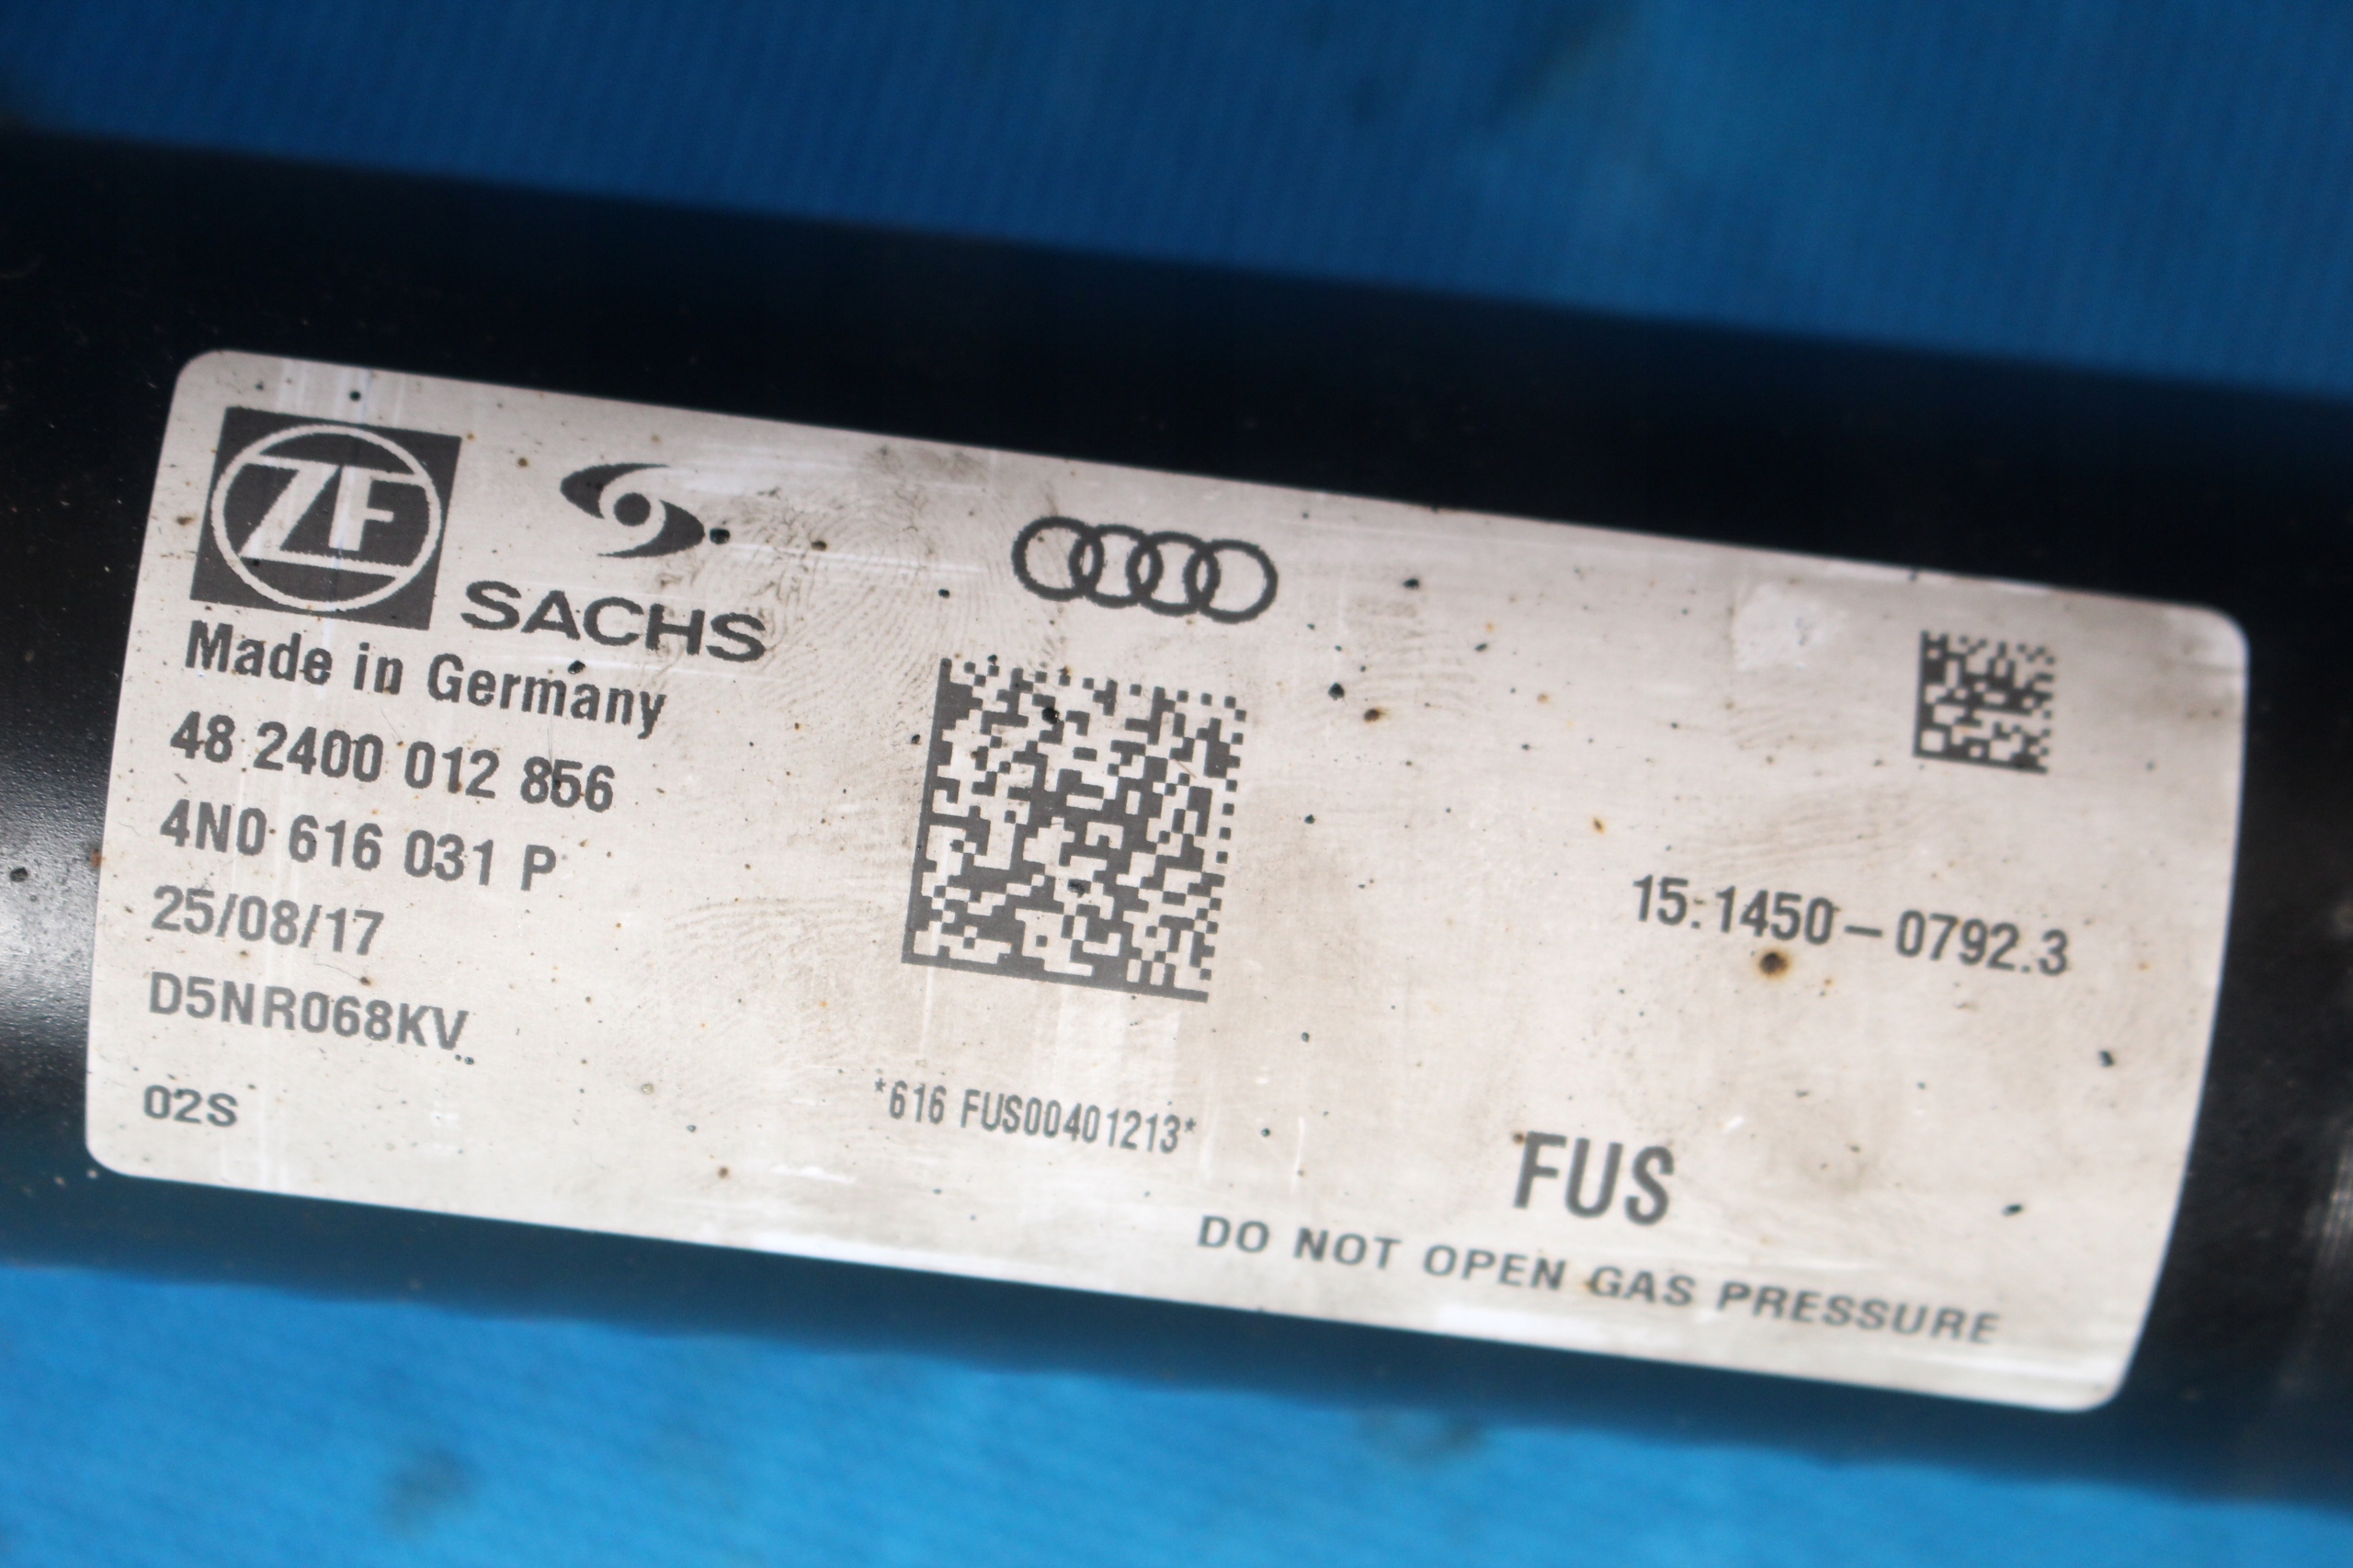 ZF
SACHS
Made in Germany
48 2400 012 856
4N0 616 031 P
25/08/17
D5NR068KV
02S
*616 FUS00401213*
15.1450-0792.3
FUS
DO NOT OPEN GAS PRESSURE